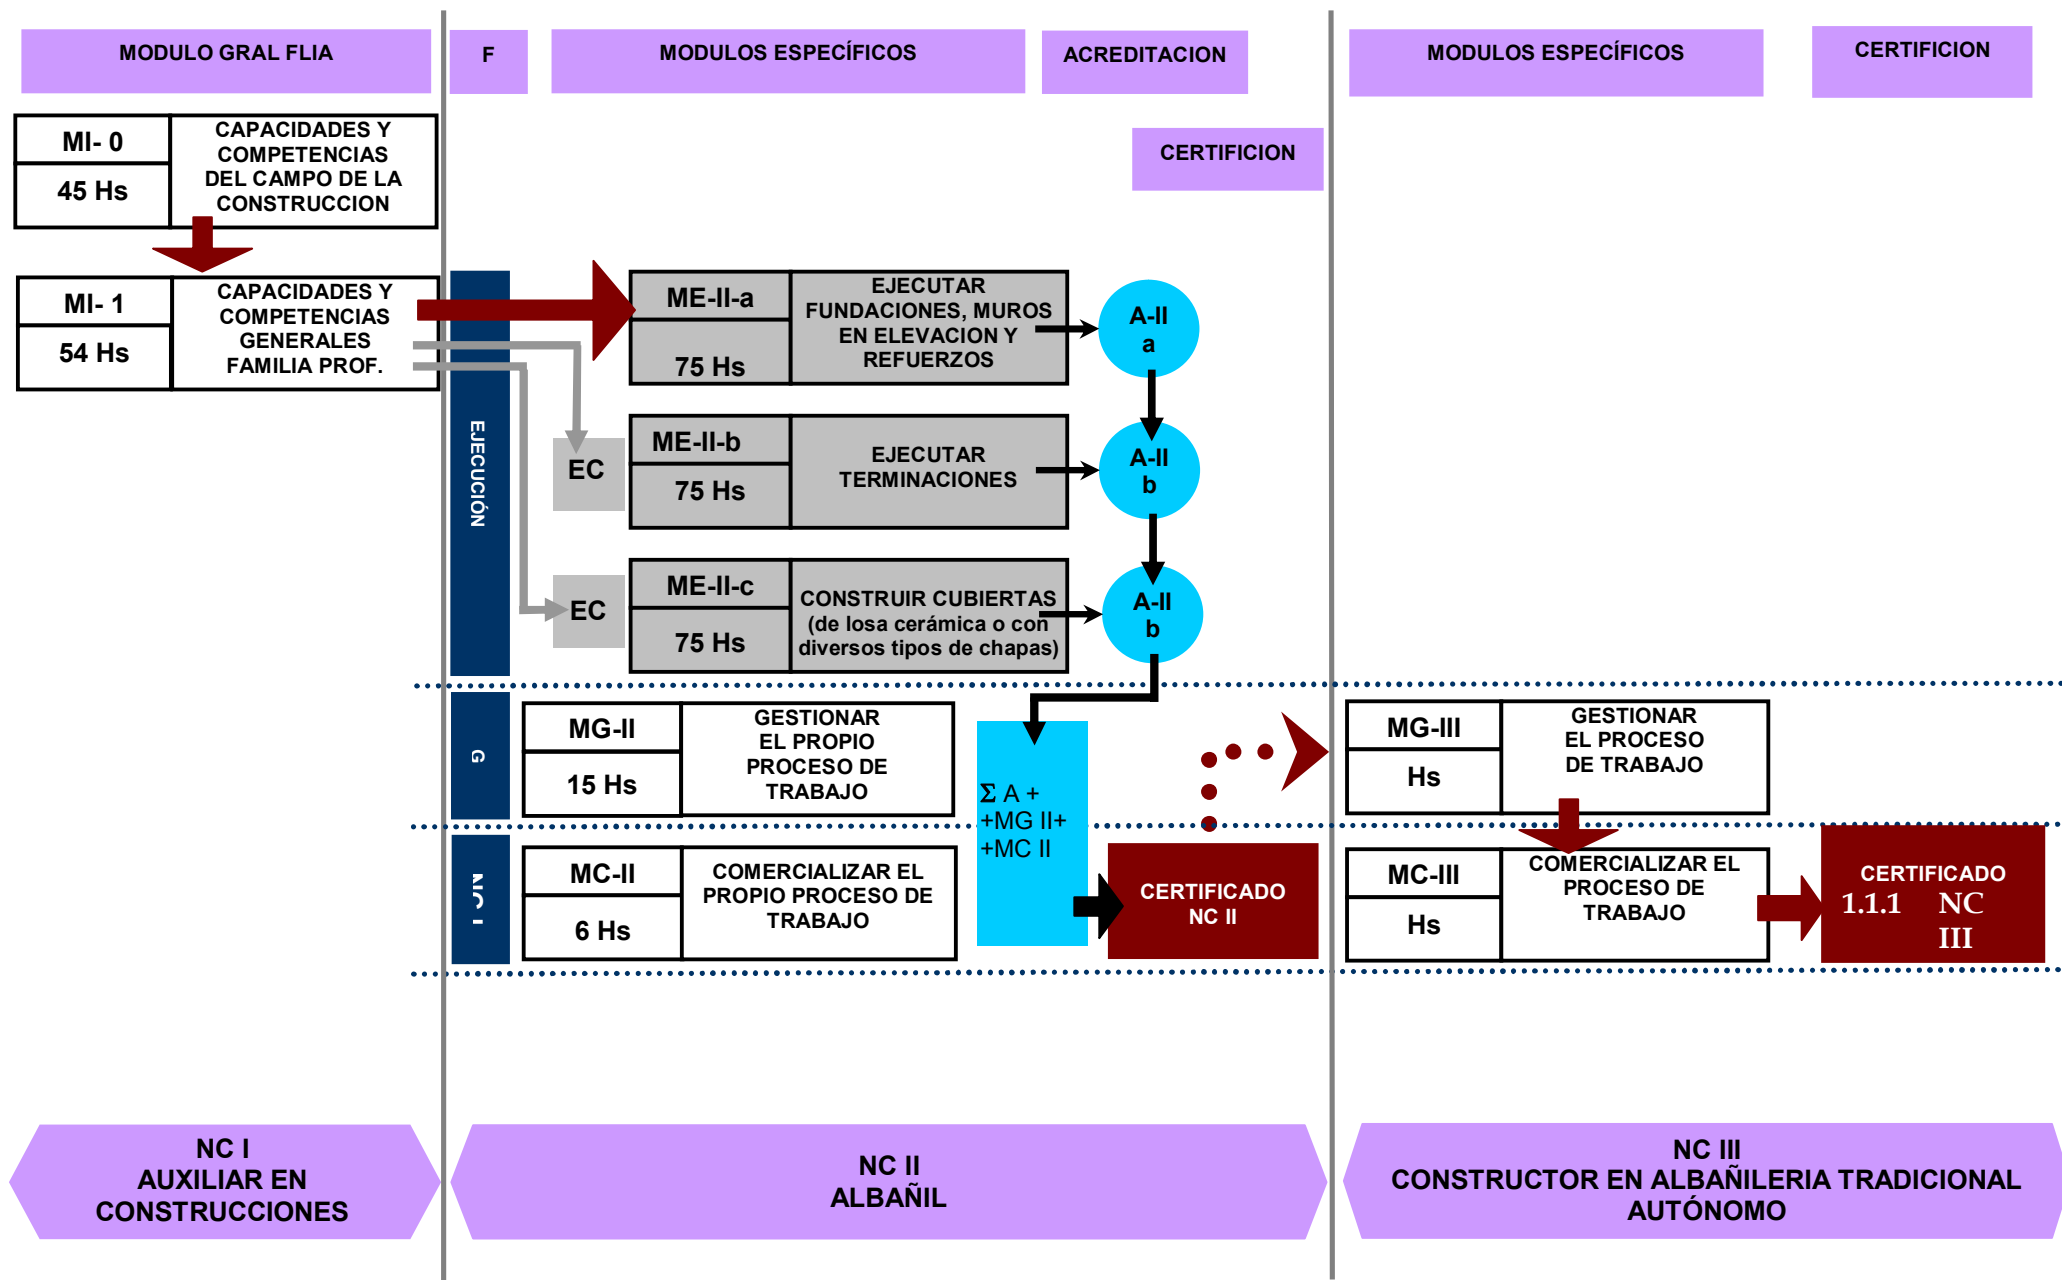 MODULO GRAL FLIA
F
MODULOS ESPECÍFICOS
ACREDITACION
CERTIFICION
MODULOS ESPECÍFICOS
CERTIFICION
MI- 0
45 Hs
CAPACIDADES Y
COMPETENCIAS
DEL CAMPO DE LA
CONSTRUCCION
MI- 1
54 Hs
CAPACIDADES Y
COMPETENCIAS
GENERALES
FAMILIA PROF.
EJECUCIÓN
ME-II-a
75 Hs
EJECUTAR
FUNDACIONES, MUROS
EN ELEVACION Y
REFUERZOS
A-II
a
EC
ME-II-b
75 Hs
EJECUTAR
TERMINACIONES
A-II
b
EC
ME-II-c
75 Hs
CONSTRUIR CUBIERTAS
(de losa cerámica o con
diversos tipos de chapas)
A-II
b
G
MG-II
15 Hs
GESTIONAR
EL PROPIO
PROCESO DE
TRABAJO
Σ A +
+MG II+
+MC II
MG-III
Hs
GESTIONAR
EL PROCESO
DE TRABAJO
MC-II
6 Hs
COMERCIALIZAR EL
PROPIO PROCESO DE
TRABAJO
CERTIFICADO
NC II
MC-III
Hs
COMERCIALIZAR EL
PROCESO DE
TRABAJO
CERTIFICADO
1.1.1 NC
III
NC I
AUXILIAR EN
CONSTRUCCIONES
NC II
ALBAÑIL
NC III
CONSTRUCTOR EN ALBAÑILERIA TRADICIONAL
AUTÓNOMO